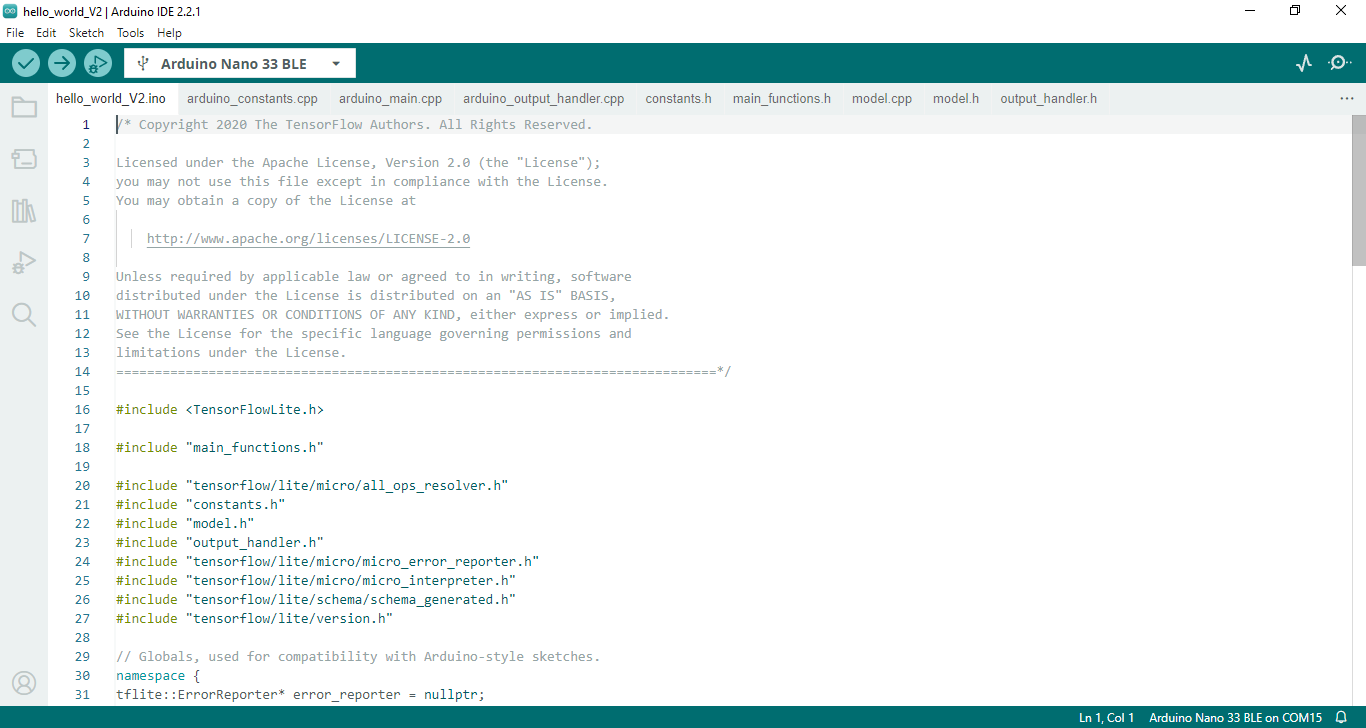 hello_world_V2 | Arduino IDE 2.2.1
File Edit Sketch Tools Help
Arduino Nano 33 BLE
hello_world_V2.ino arduino_constants.cpp arduino_main.cpp arduino_output_handler.cpp constants.h main_functions.h model.cpp model.h output_handler.h ...
1 /* Copyright 2020 The TensorFlow Authors. All Rights Reserved.
2
3 Licensed under the Apache License, Version 2.0 (the "License");
4 you may not use this file except in compliance with the License.
5 You may obtain a copy of the License at
6
7 http://www.apache.org/licenses/LICENSE-2.0
8
9 Unless required by applicable law or agreed to in writing, software
10 distributed under the License is distributed on an "AS IS" BASIS,
11 WITHOUT WARRANTIES OR CONDITIONS OF ANY KIND, either express or implied.
12 See the License for the specific language governing permissions and
13 limitations under the License.
14 ==============================================================================*/
15
16 #include <TensorFlowLite.h>
17
18 #include "main_functions.h"
19
20 #include "tensorflow/lite/micro/all_ops_resolver.h"
21 #include "constants.h"
22 #include "model.h"
23 #include "output_handler.h"
24 #include "tensorflow/lite/micro/micro_error_reporter.h"
25 #include "tensorflow/lite/micro/micro_interpreter.h"
26 #include "tensorflow/lite/schema/schema_generated.h"
27 #include "tensorflow/lite/version.h"
28
29 // Globals, used for compatibility with Arduino-style sketches.
30 namespace {
31 tflite::ErrorReporter* error_reporter = nullptr;
Ln 1, Col 1 Arduino Nano 33 BLE on COM15